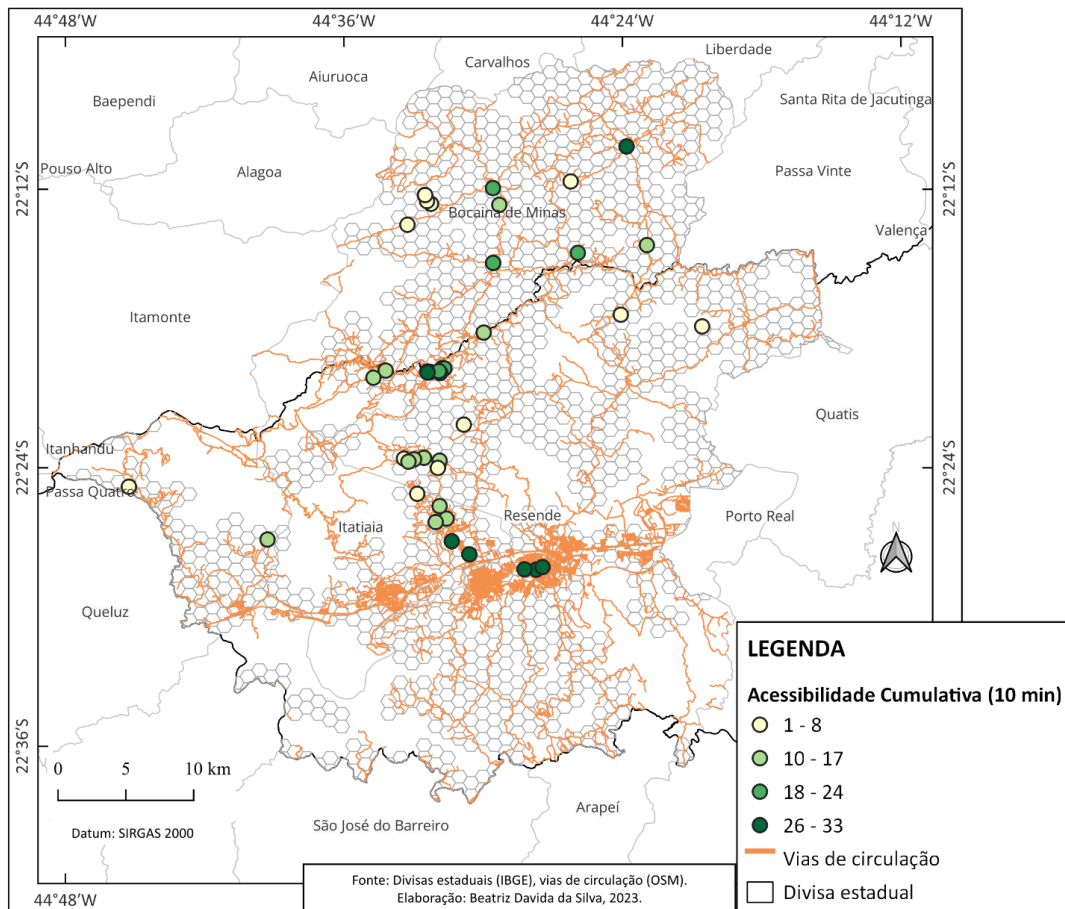 44°48'W 44°36'W 44°24'W 44°12'W
Liberdade
Carvalhos
Aiuruoca
Baependi
Santa Rita de Jacutinga
Pouso Alto
Alagoa
Passa Vinte
22°12'S 22°12'S
Bocaina de Minas
Valença
Itamonte
Quatis
Itanhandu
22°24'S 22°24'S
Passa Quatro
Resende
Porto Real
Itatiaia
N
Queluz
LEGENDA
Acessibilidade Cumulativa (10 min)
1 - 8
10 - 17
18 - 24
26 - 33
Vias de circulação
Divisa estadual
22°36'S
0 5 10 km
Datum: SIRGAS 2000
Arapeí
São José do Barreiro
Fonte: Divisas estaduais (IBGE), vias de circulação (OSM).
Elaboração: Beatriz Davida da Silva, 2023.
44°48'W